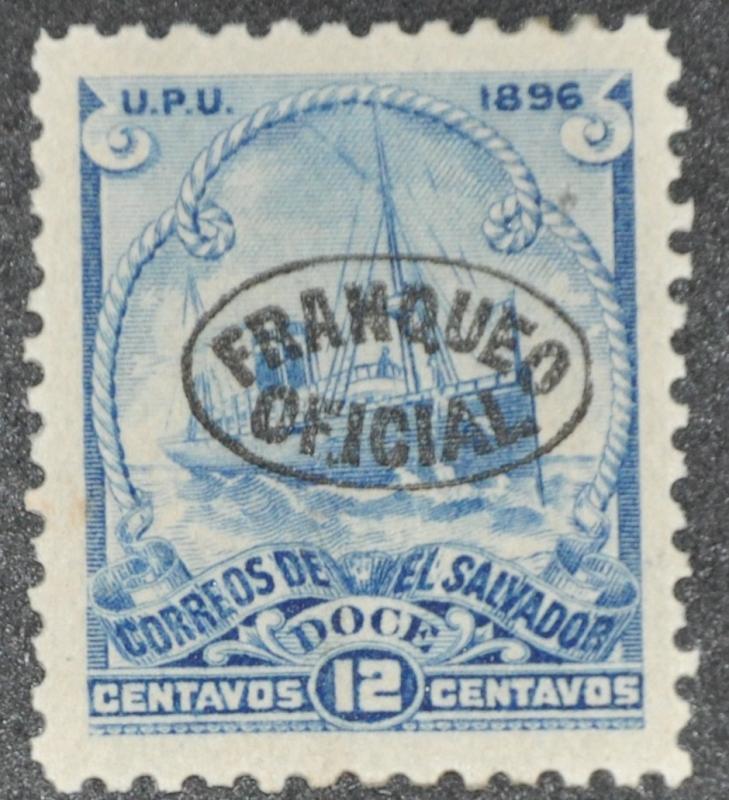 U.P.U. 1896
FRANQUEO
OFICIAL
CORREOS DE EL SALVADOR
DOCE
CENTAVOS 12 CENTAVOS